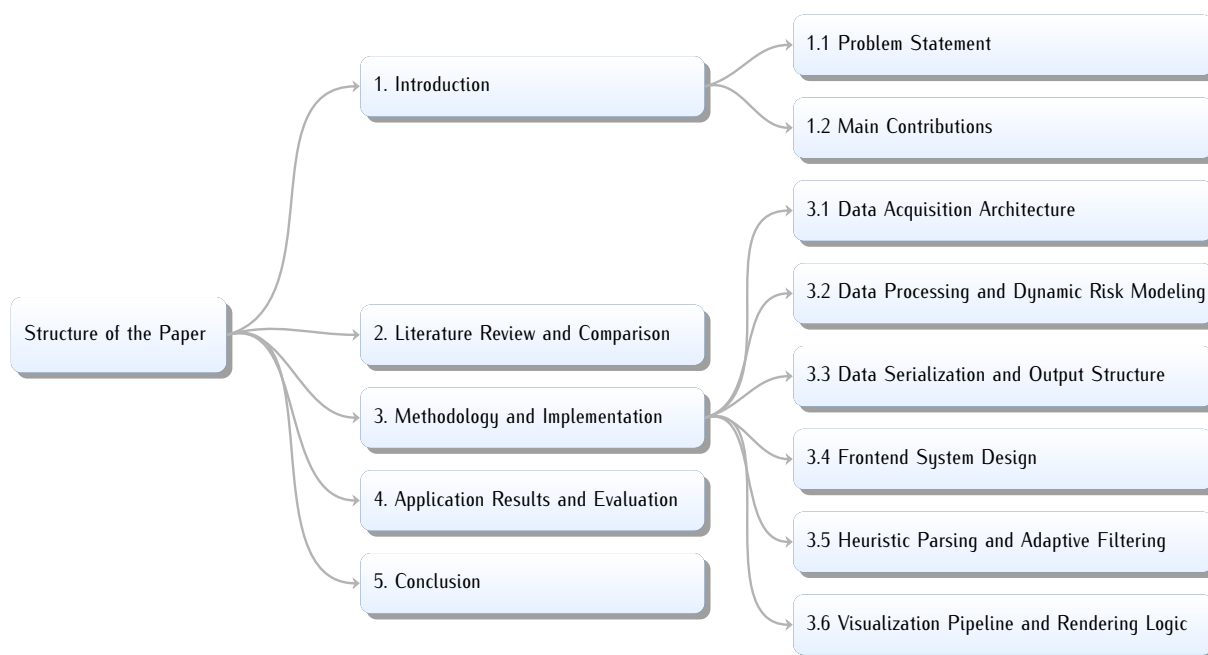 Structure of the Paper
1. Introduction
1.1 Problem Statement
1.2 Main Contributions
2. Literature Review and Comparison
3. Methodology and Implementation
3.1 Data Acquisition Architecture
3.2 Data Processing and Dynamic Risk Modeling
3.3 Data Serialization and Output Structure
3.4 Frontend System Design
3.5 Heuristic Parsing and Adaptive Filtering
3.6 Visualization Pipeline and Rendering Logic
4. Application Results and Evaluation
5. Conclusion